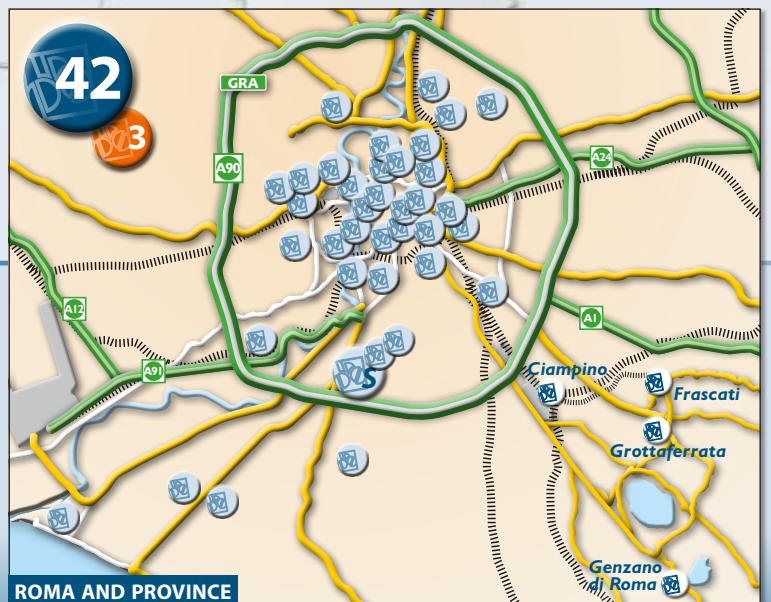 42
3
GRA
A90
A24
A12
A1
A91
S
Ciampino
Frascati
Grottaferrata
Genzano
di Roma
ROMA AND PROVINCE